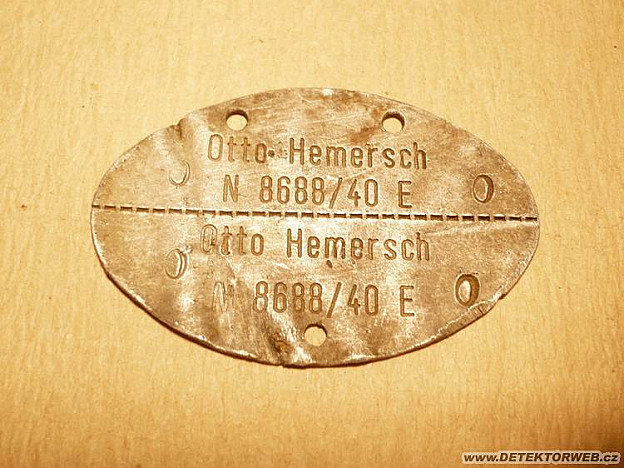 Otto Hemersch
N 8688/40 E
O O
Otto Hemersch
N 8688/40 E
O O
www.DETEKTORWEB.cz